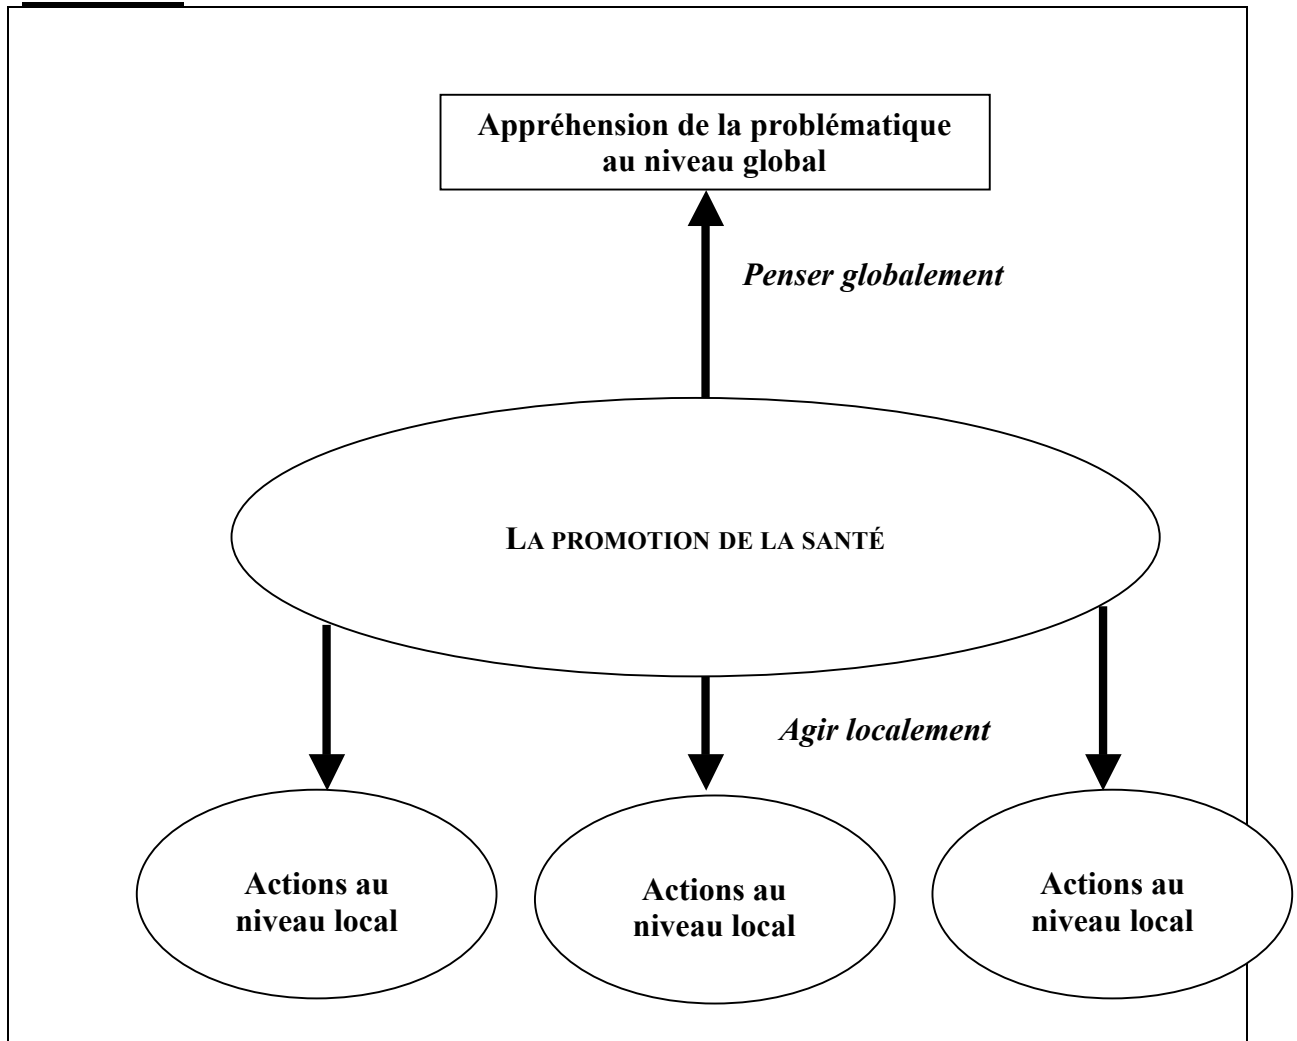 Appréhension de la problématique
au niveau global
Penser globalement
LA PROMOTION DE LA SANTÉ
Agir localement
Actions au
niveau local
Actions au
niveau local
Actions au
niveau local